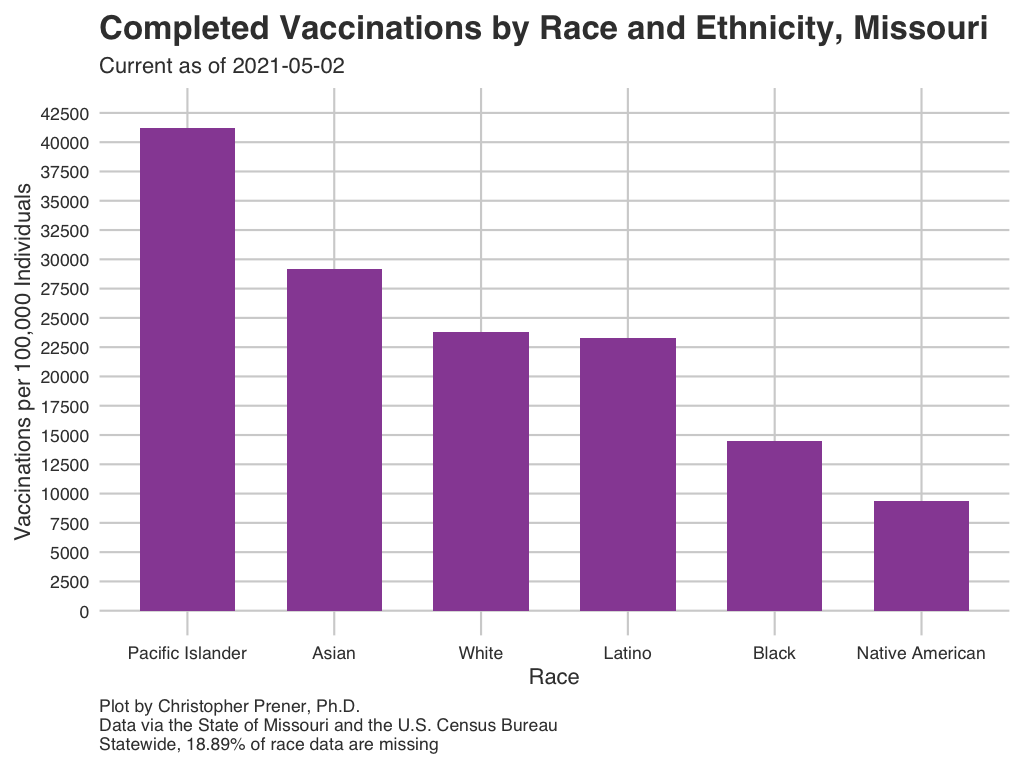 Completed Vaccinations by Race and Ethnicity, Missouri
Current as of 2021-05-02
Vaccinations per 100,000 Individuals
42500
40000
37500
35000
32500
30000
27500
25000
22500
20000
17500
15000
12500
10000
7500
5000
2500
0
Pacific Islander
Asian
White
Latino
Black
Native American
Race
Plot by Christopher Prener, Ph.D.
Data via the State of Missouri and the U.S. Census Bureau
Statewide, 18.89% of race data are missing